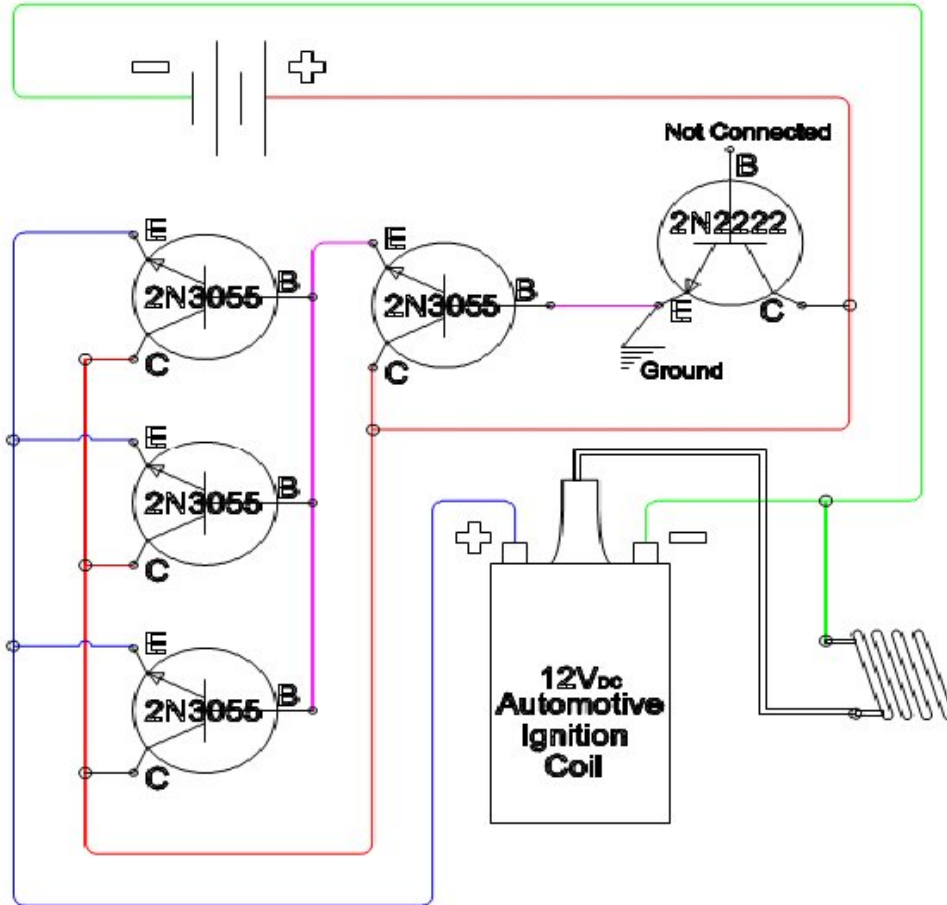 Not Connected
B
2N2222
E
C
Ground
E
2N3055
B
C
E
2N3055
B
C
E
2N3055
B
C
E
2N3055
B
C
12VDC
Automotive
Ignition
Coil